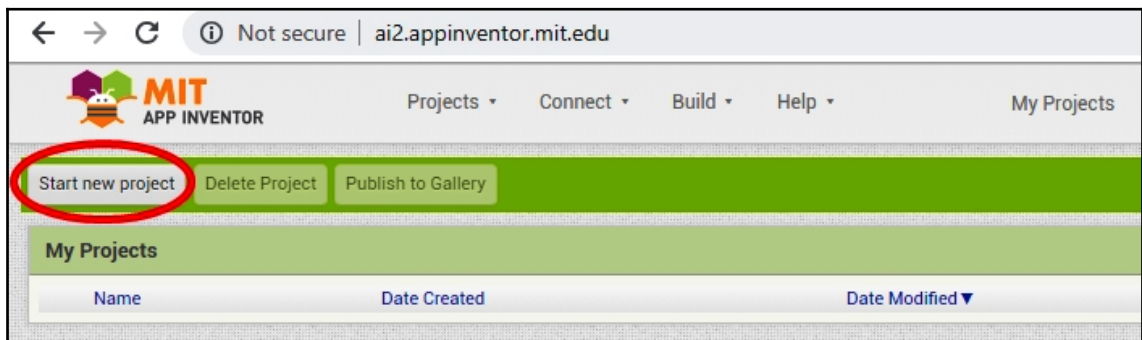 Not secure | ai2.appinventor.mit.edu
MIT
APP INVENTOR
Projects Connect Build Help My Projects
Start new project Delete Project Publish to Gallery
My Projects
Name Date Created Date Modified▼